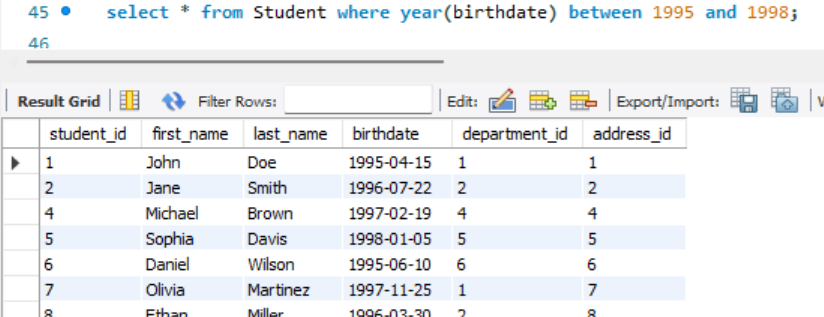 45 select * from Student where year(birthdate) between 1995 and 1998;
46
Result Grid Filter Rows: Edit: Export/Import:
student_id first_name last_name birthdate department_id address_id
1 John Doe 1995-04-15 1 1
2 Jane Smith 1996-07-22 2 2
4 Michael Brown 1997-02-19 4 4
5 Sophia Davis 1998-01-05 5 5
6 Daniel Wilson 1995-06-10 6 6
7 Olivia Martinez 1997-11-25 1 7
8 Ethan Miller 1996-03-30 2 8